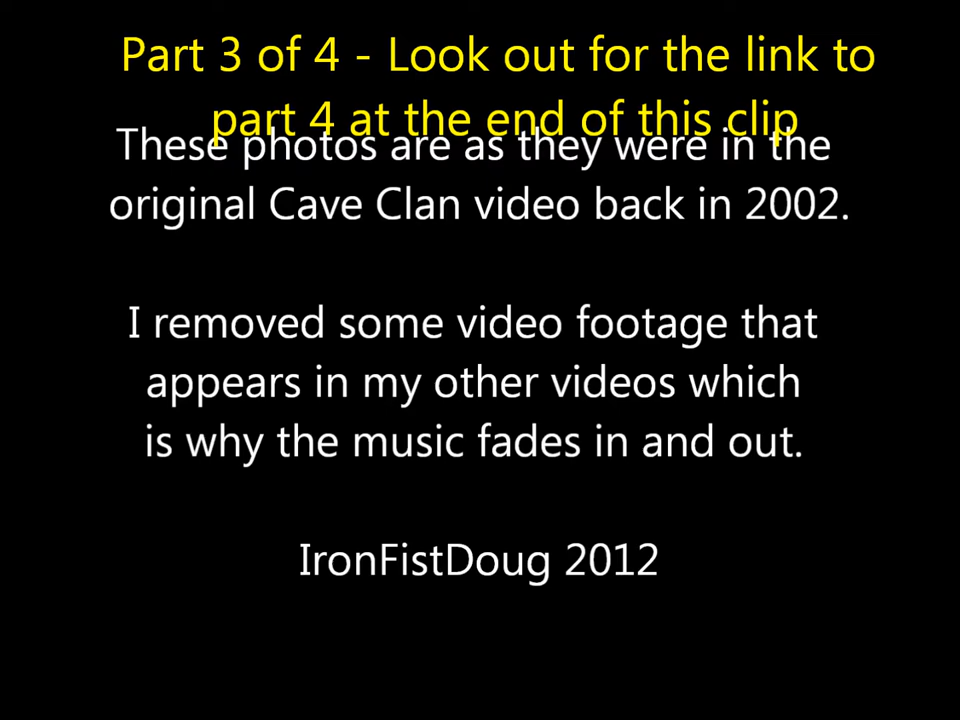 Part 3 of 4 - Look out for the link to
part 4 at the end of this clip
These photos are as they were in the
original Cave Clan video back in 2002.
I removed some video footage that
appears in my other videos which
is why the music fades in and out.
IronFistDoug 2012